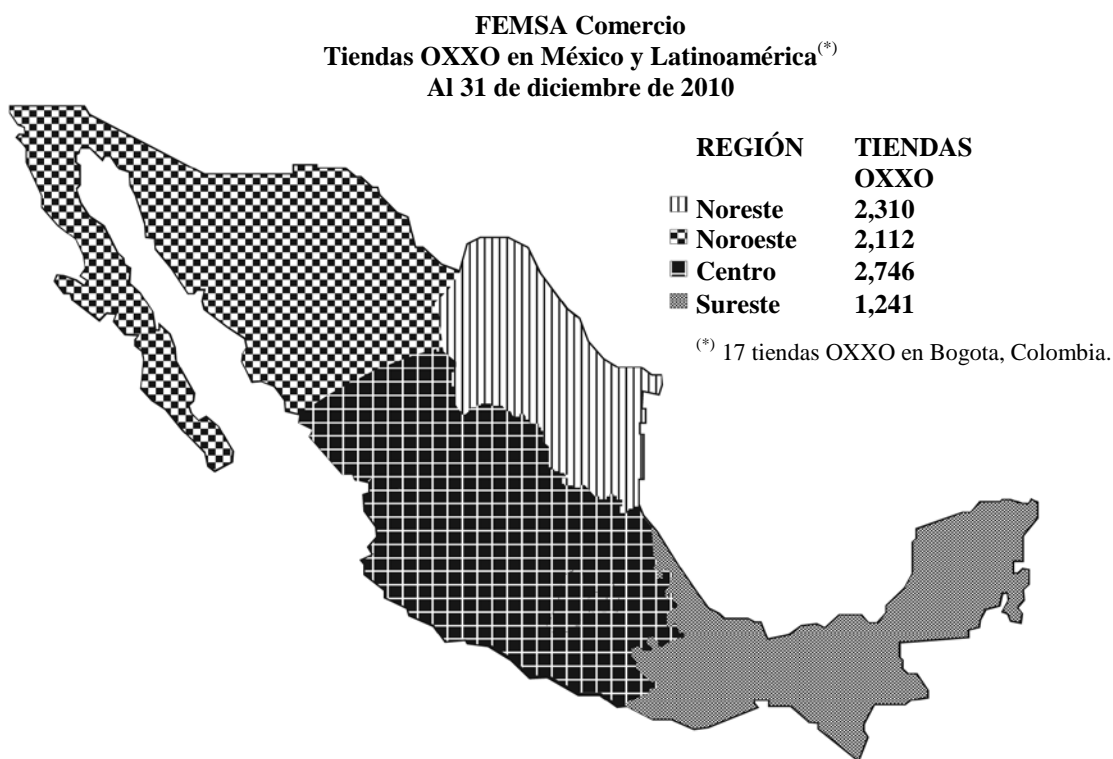 FEMSA Comercio
Tiendas OXXO en México y Latinoamérica(*)
Al 31 de diciembre de 2010
REGIÓN TIENDAS
OXXO
Noreste 2,310
Noroeste 2,112
Centro 2,746
Sureste 1,241
(*) 17 tiendas OXXO en Bogota, Colombia.